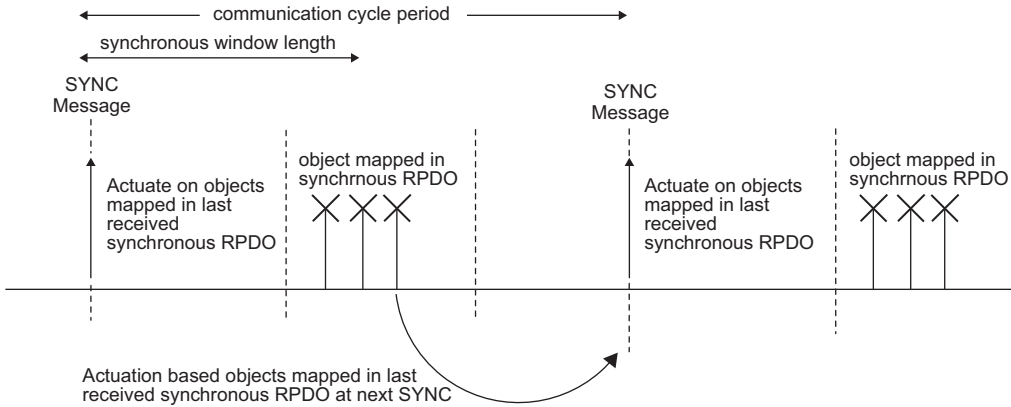 communication cycle period
synchronous window length
SYNC
Message
SYNC
Message
Actuate on objects
mapped in last
received
synchronous RPDO
object mapped in
synchrnous RPDO
Actuate on objects
mapped in last
received
synchronous RPDO
object mapped in
synchrnous RPDO
Actuation based objects mapped in last
received synchronous RPDO at next SYNC